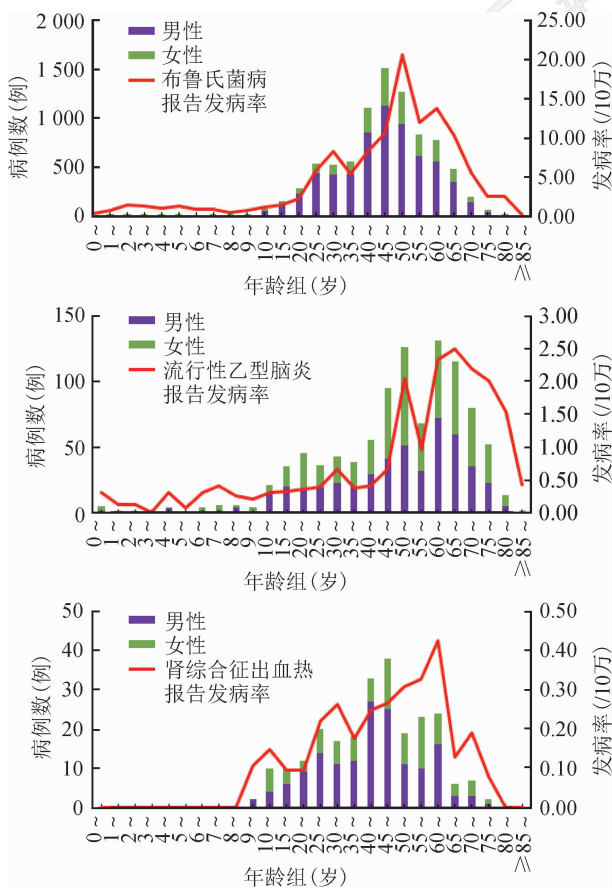 2 000
1 500
1 000
500
0
病例数(例)
男性
女性
布鲁氏菌病
报告发病率
25.00
20.00
15.00
10.00
5.00
0.00
发病率(/10万)
0~ 1~ 2~ 3~ 4~ 5~ 6~ 7~ 8~ 9~ 10~ 15~ 20~ 25~ 30~ 35~ 40~ 45~ 50~ 55~ 60~ 65~ 70~ 75~ 80~ ≥85~
年龄组(岁)
150
100
50
0
病例数(例)
男性
女性
流行性乙型脑炎
报告发病率
3.00
2.50
2.00
1.50
1.00
0.50
0.00
发病率(/10万)
0~ 1~ 2~ 3~ 4~ 5~ 6~ 7~ 8~ 9~ 10~ 15~ 20~ 25~ 30~ 35~ 40~ 45~ 50~ 55~ 60~ 65~ 70~ 75~ 80~ ≥85~
年龄组(岁)
50
40
30
20
10
0
病例数(例)
男性
女性
肾综合征出血热
报告发病率
0.50
0.40
0.30
0.20
0.10
0.00
发病率(/10万)
0~ 1~ 2~ 3~ 4~ 5~ 6~ 7~ 8~ 9~ 10~ 15~ 20~ 25~ 30~ 35~ 40~ 45~ 50~ 55~ 60~ 65~ 70~ 75~ 80~ ≥85~
年龄组(岁)